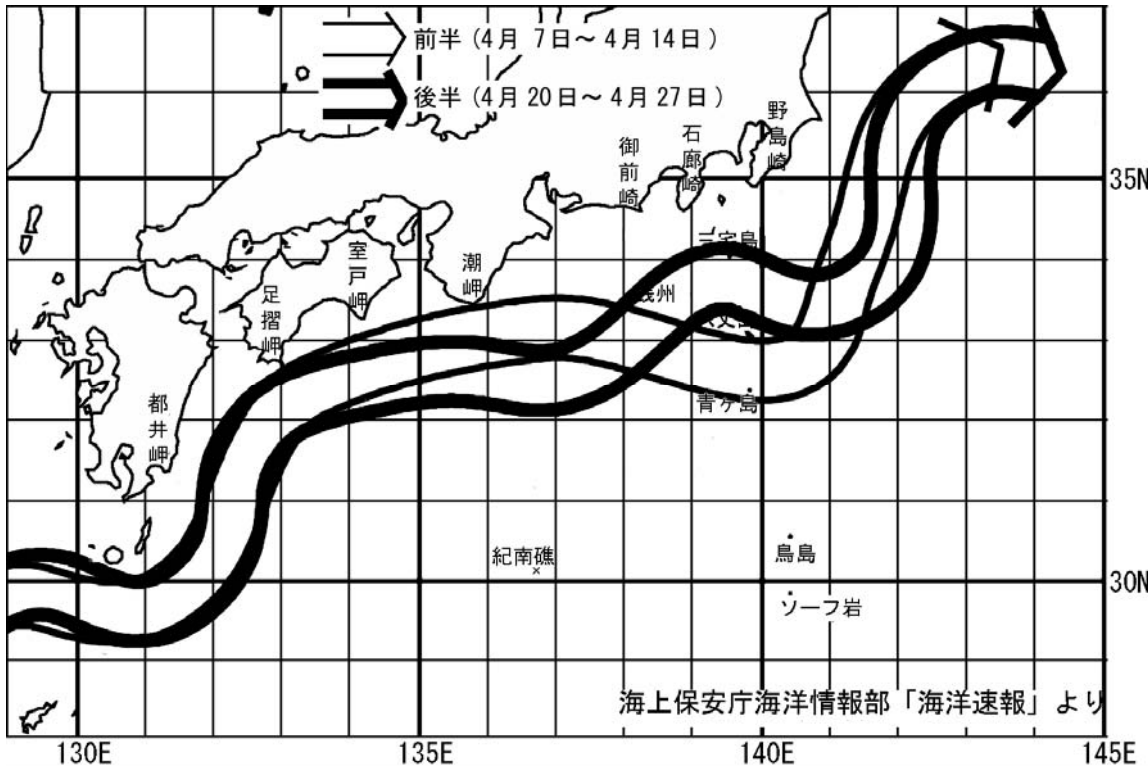 前半（4月 7日～4月 14日）
後半（4月 20日～4月 27日）
野島崎
石廊崎
御前崎
35N
三宅島
室戸岬
潮岬
足摺岬
青ヶ島
都井岬
紀南礁
鳥島
30N
ソーフ岩
海上保安庁海洋情報部「海洋速報」より
130E
135E
140E
145E